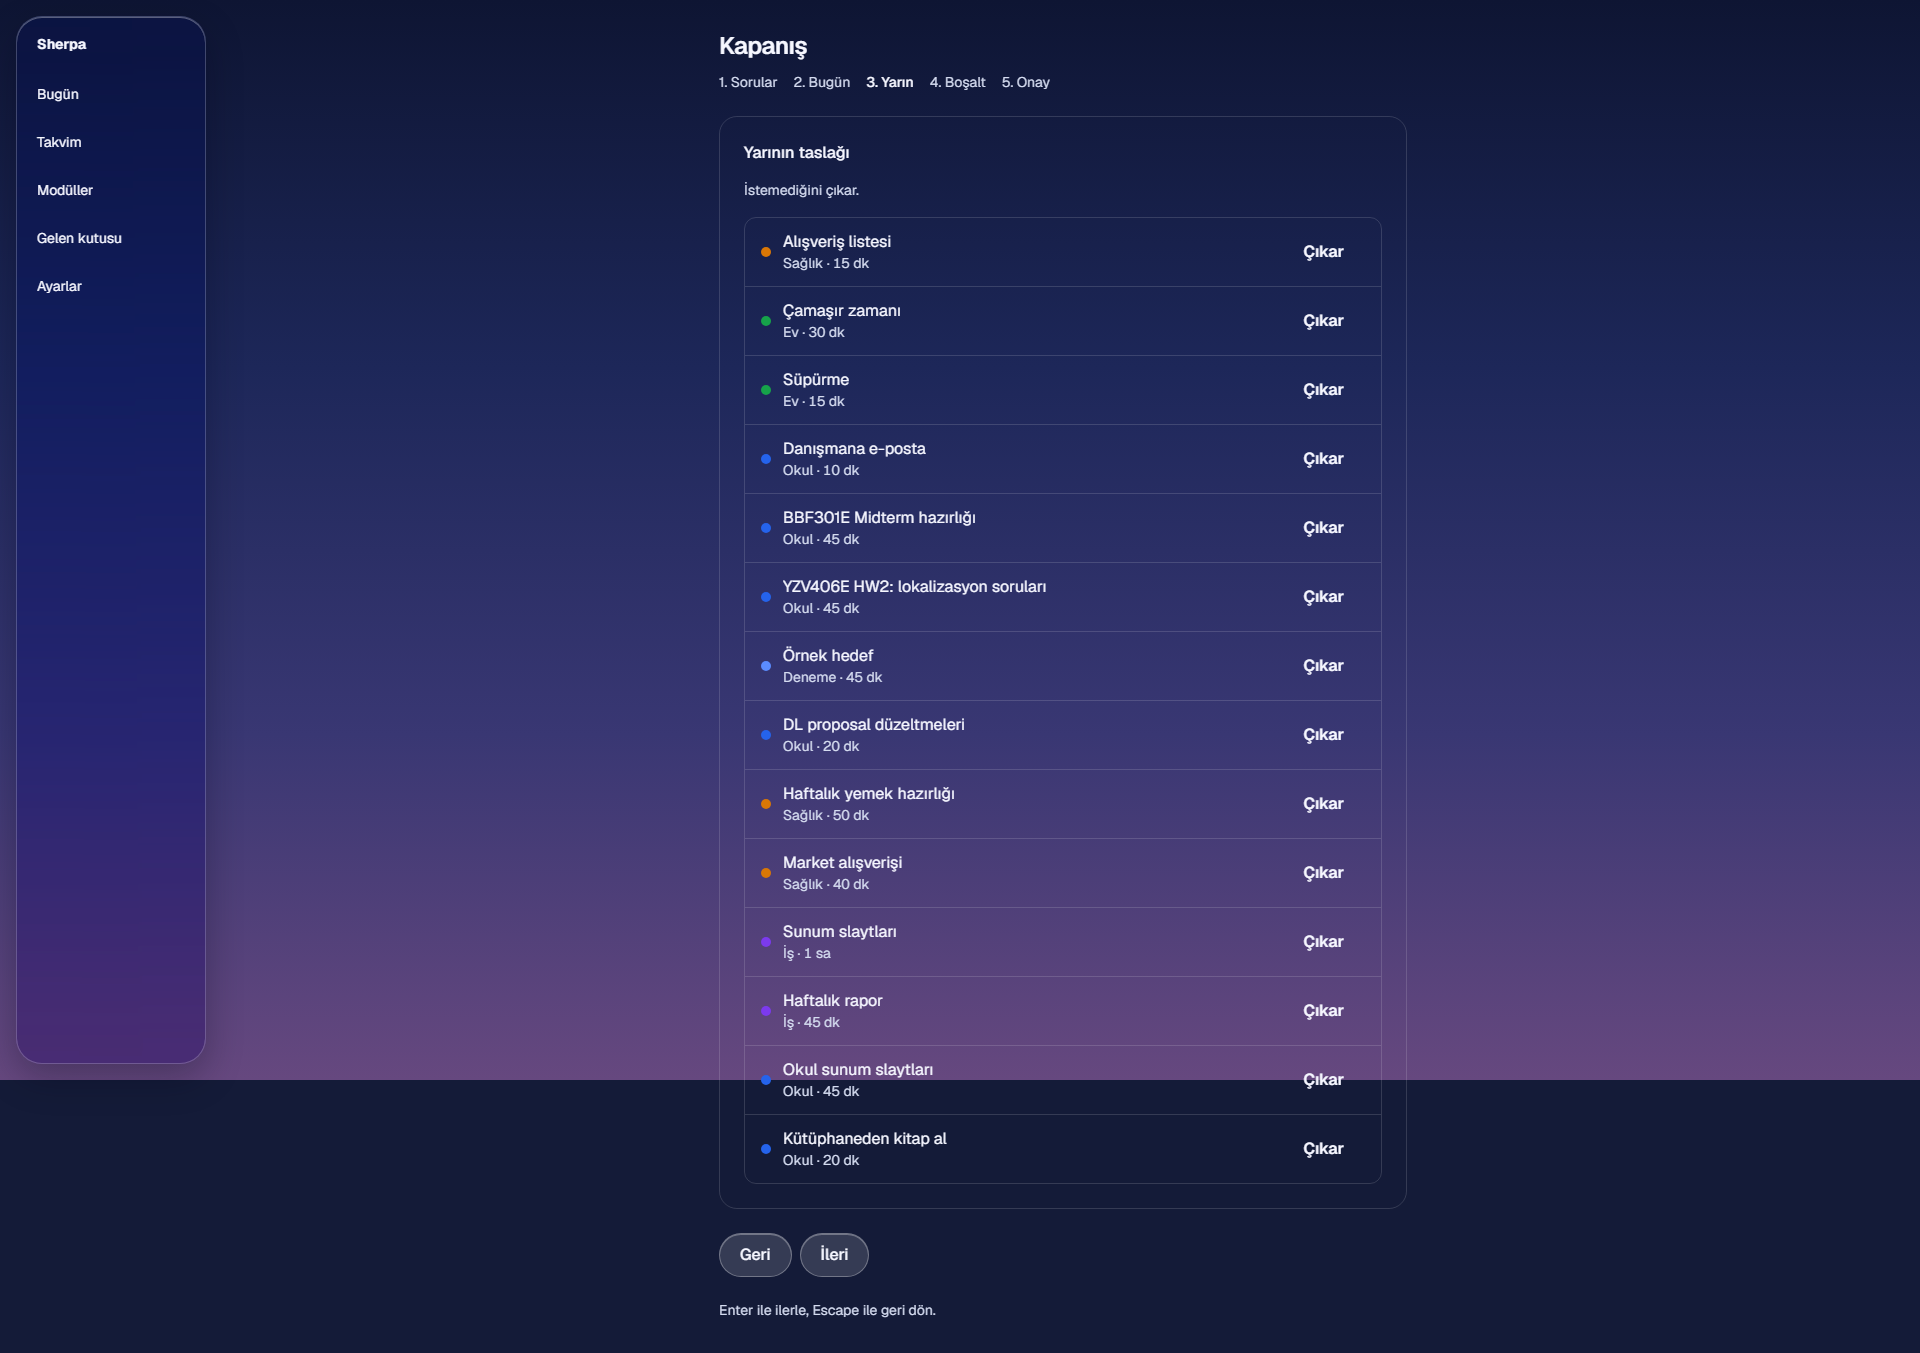 Sherpa
Bugün
Takvim
Modüller
Gelen kutusu
Ayarlar
Kapanış
1. Sorular 2. Bugün 3. Yarın 4. Boşalt 5. Onay
Yarının taslağı
İstemediğini çıkar.
Alışveriş listesi
Sağlık · 15 dk
Çıkar
Çamaşır zamanı
Ev · 30 dk
Çıkar
Süpürme
Ev · 15 dk
Çıkar
Danışmana e-posta
Okul · 10 dk
Çıkar
BBF301E Midterm hazırlığı
Okul · 45 dk
Çıkar
YZV406E HW2: lokalizasyon soruları
Okul · 45 dk
Çıkar
Örnek hedef
Deneme · 45 dk
Çıkar
DL proposal düzeltmeleri
Okul · 20 dk
Çıkar
Haftalık yemek hazırlığı
Sağlık · 50 dk
Çıkar
Market alışverişi
Sağlık · 40 dk
Çıkar
Sunum slaytları
İş · 1 sa
Çıkar
Haftalık rapor
İş · 45 dk
Çıkar
Okul sunum slaytları
Okul · 45 dk
Çıkar
Kütüphaneden kitap al
Okul · 20 dk
Çıkar
Geri İleri
Enter ile ilerle, Escape ile geri dön.